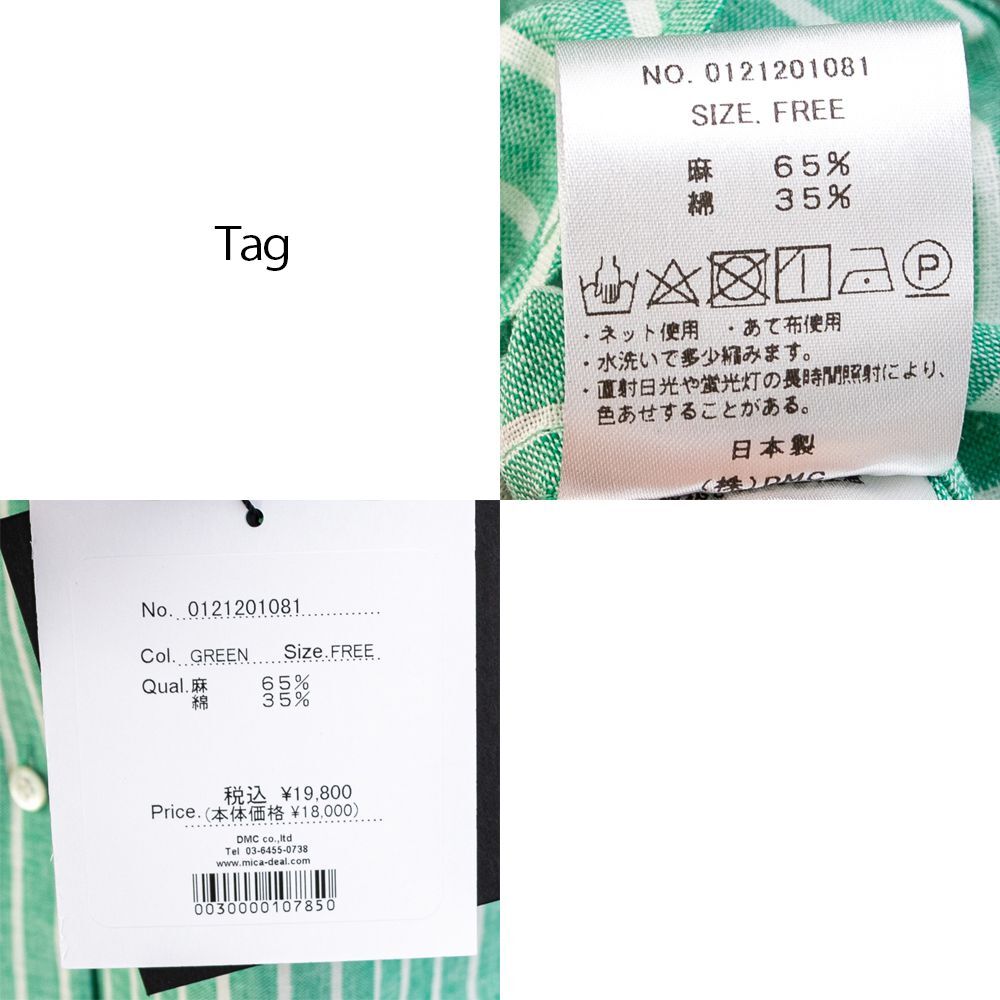 Tag
NO. 0121201081
SIZE. FREE
麻 65%
綿 35%
P
・ネット使用 ・あて布使用
・水洗いで多少縮みます。
・直射日光や蛍光灯の長時間照射により、
色あせすることがある。
日本製
(株)DMC
No. 0121201081
Col. GREEN Size. FREE
Qual. 麻 65%
綿 35%
税込 ¥19,800
Price. (本体価格 ¥18,000)
DMC co.,ltd
Tel 03-6455-0738
www.mica-deal.com
0030000107850